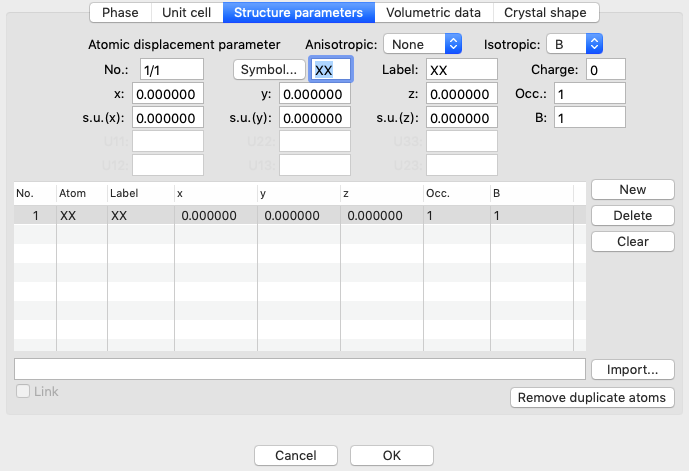 Phase Unit cell Structure parameters Volumetric data Crystal shape
Atomic displacement parameter Anisotropic: None Isotropic: B
No.: 1/1 Symbol... XX Label: XX Charge: 0
x: 0.000000 y: 0.000000 z: 0.000000 Occ.: 1
s.u.(x): 0.000000 s.u.(y): 0.000000 s.u.(z): 0.000000 B: 1
U11: U22: U33:
U12: U13: U23:
No. Atom Label x y z Occ. B New
1 XX XX 0.000000 0.000000 0.000000 1 1 Delete
Clear
Import...
Link
Remove duplicate atoms
Cancel OK